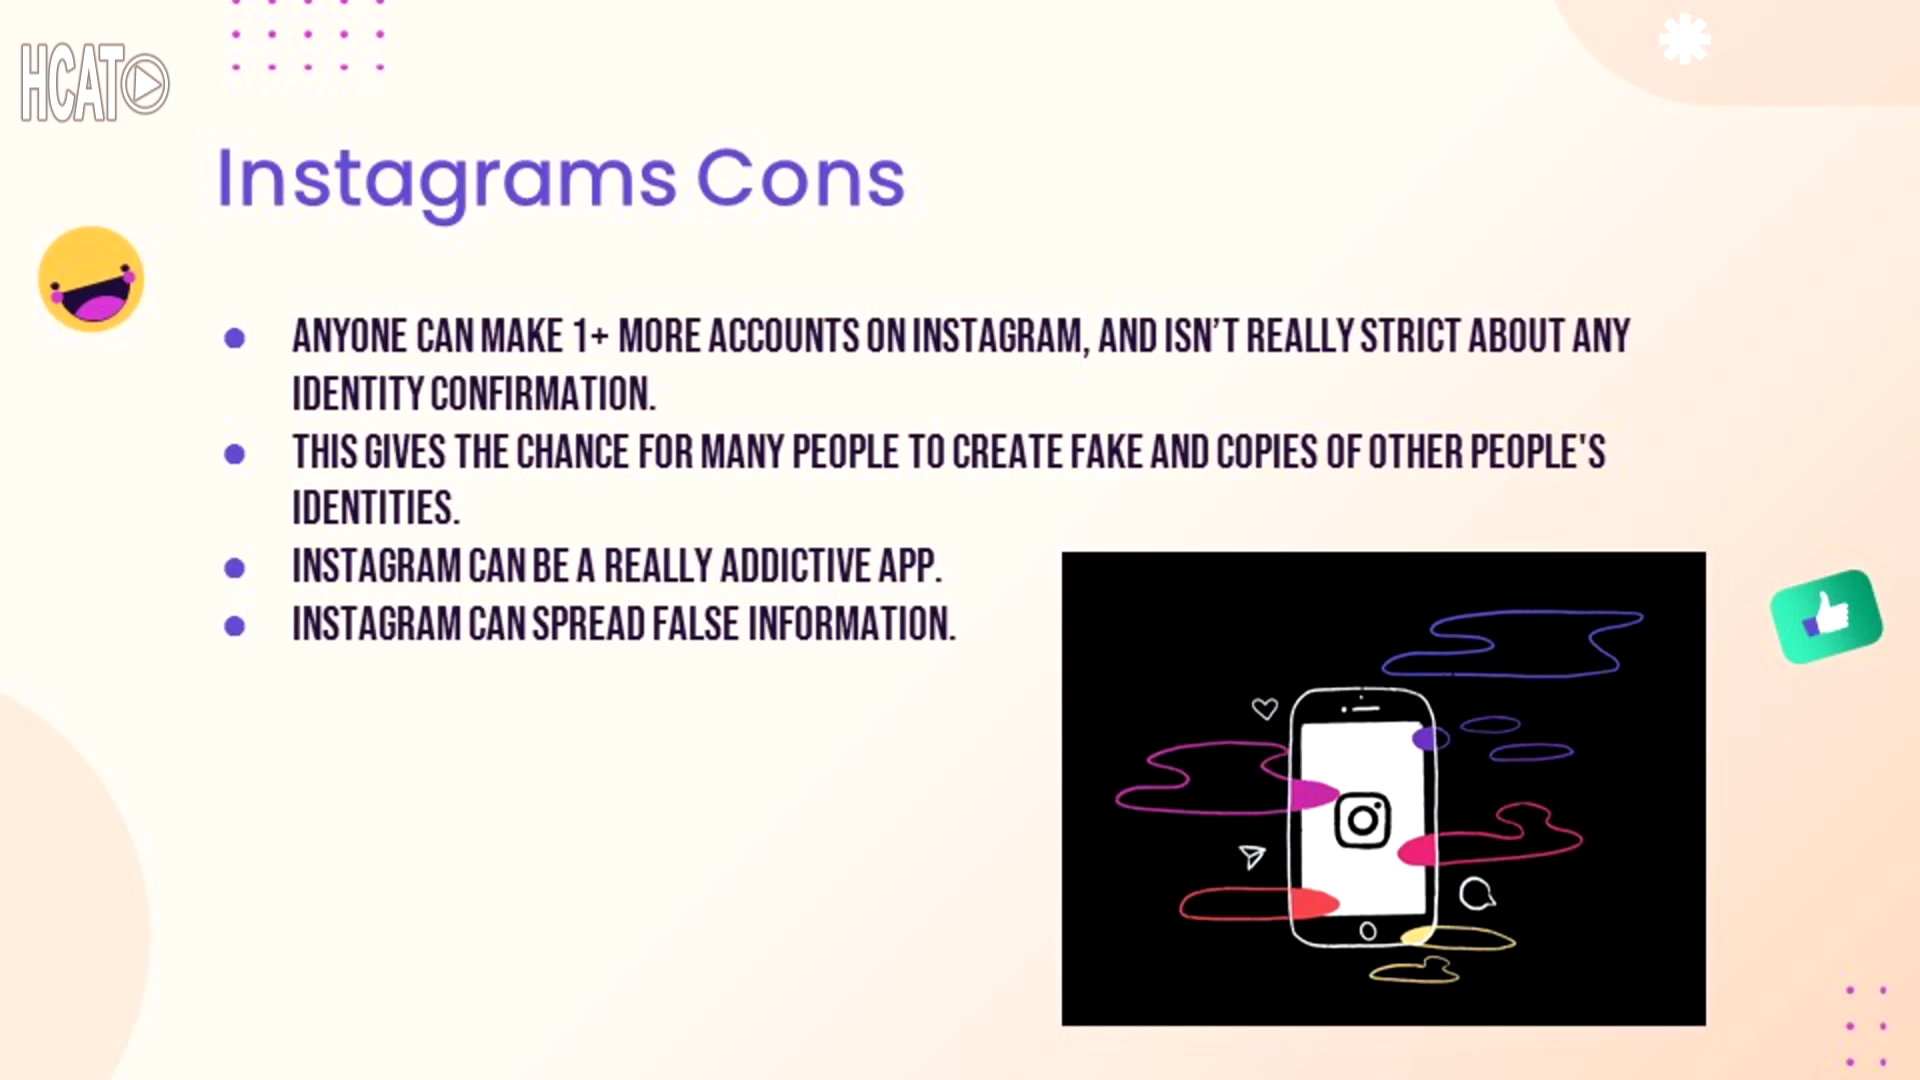 HCAT
Instagrams Cons
ANYONE CAN MAKE 1+ MORE ACCOUNTS ON INSTAGRAM, AND ISN'T REALLY STRICT ABOUT ANY
IDENTITY CONFIRMATION.
THIS GIVES THE CHANCE FOR MANY PEOPLE TO CREATE FAKE AND COPIES OF OTHER PEOPLE'S
IDENTITIES.
INSTAGRAM CAN BE A REALLY ADDICTIVE APP.
INSTAGRAM CAN SPREAD FALSE INFORMATION.